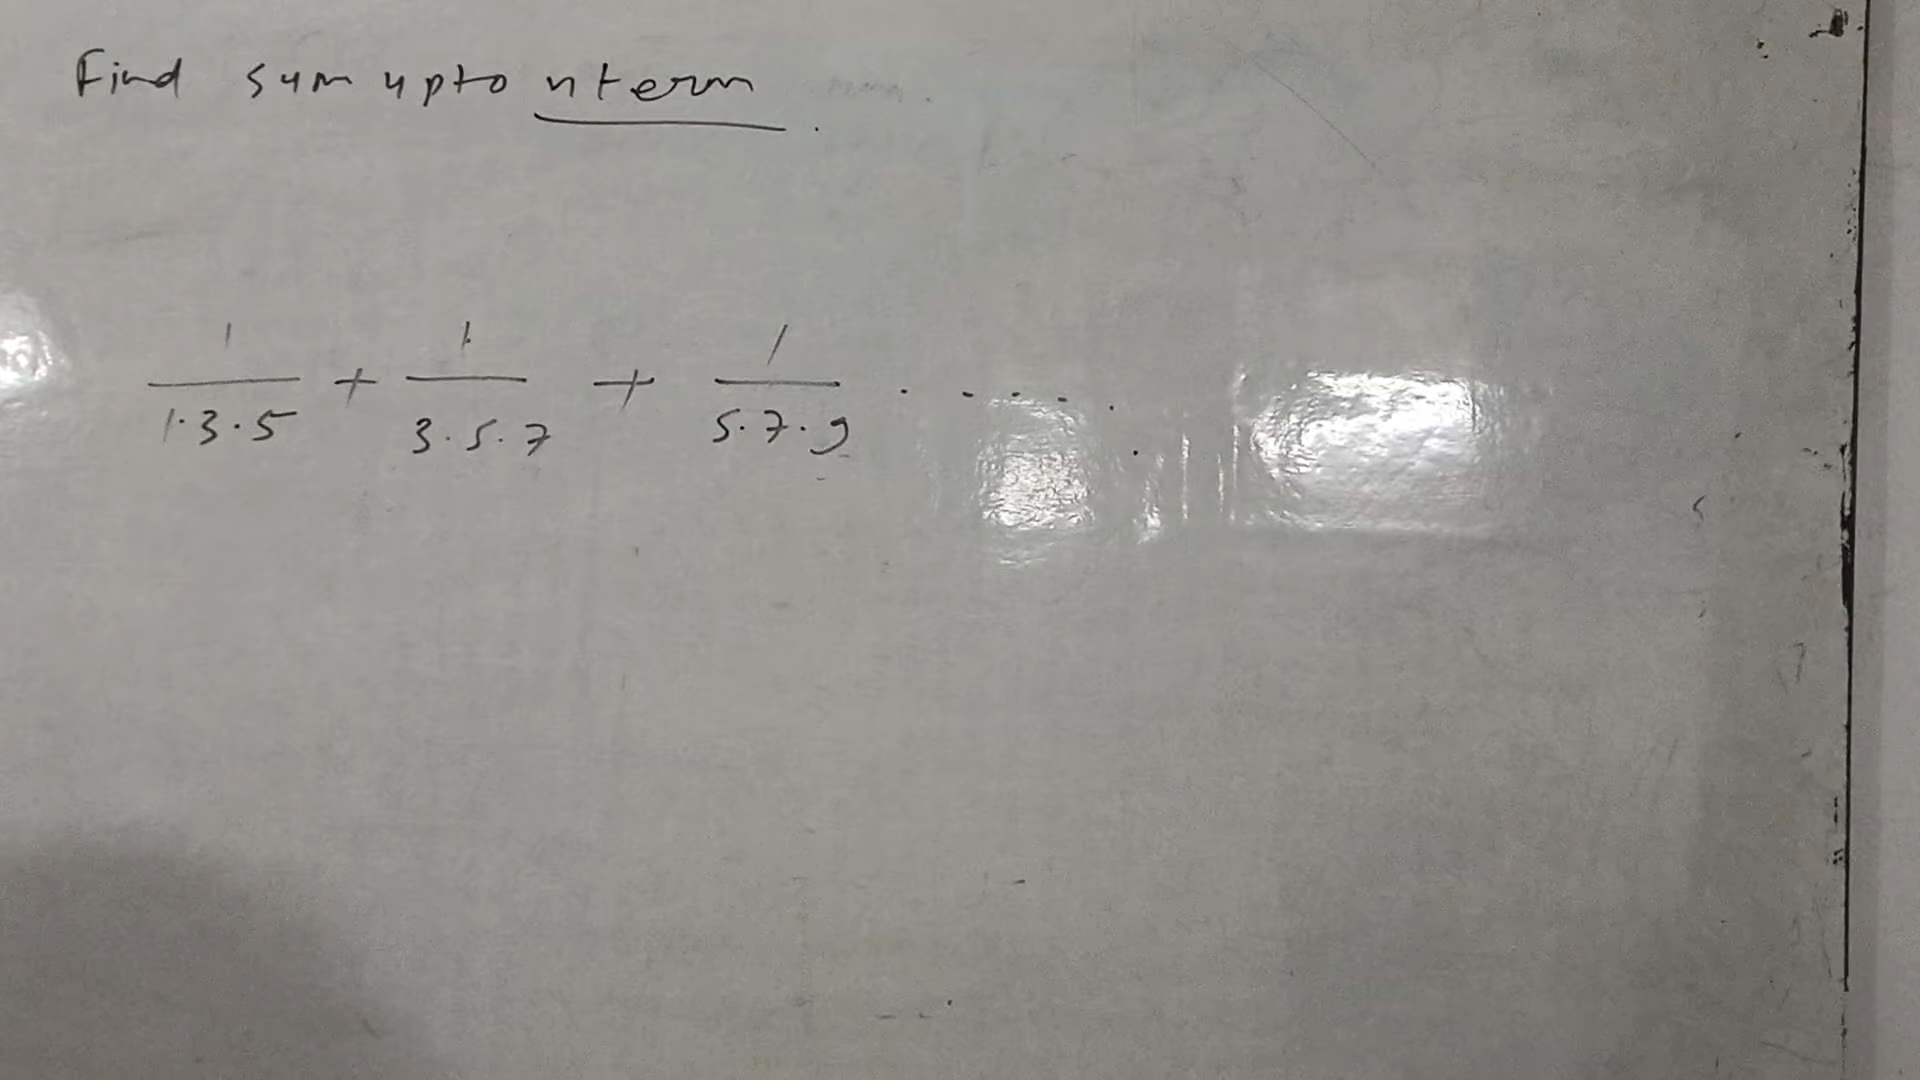 Find sum upto n term.
1/1·3·5 + 1/3·5·7 + 1/5·7·9 . . . . . .